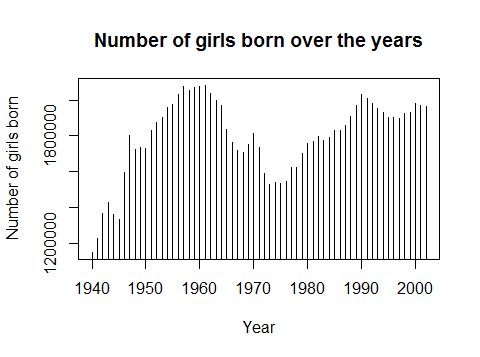 Number of girls born over the years
Number of girls born
1800000
1200000
1940 1950 1960 1970 1980 1990 2000
Year